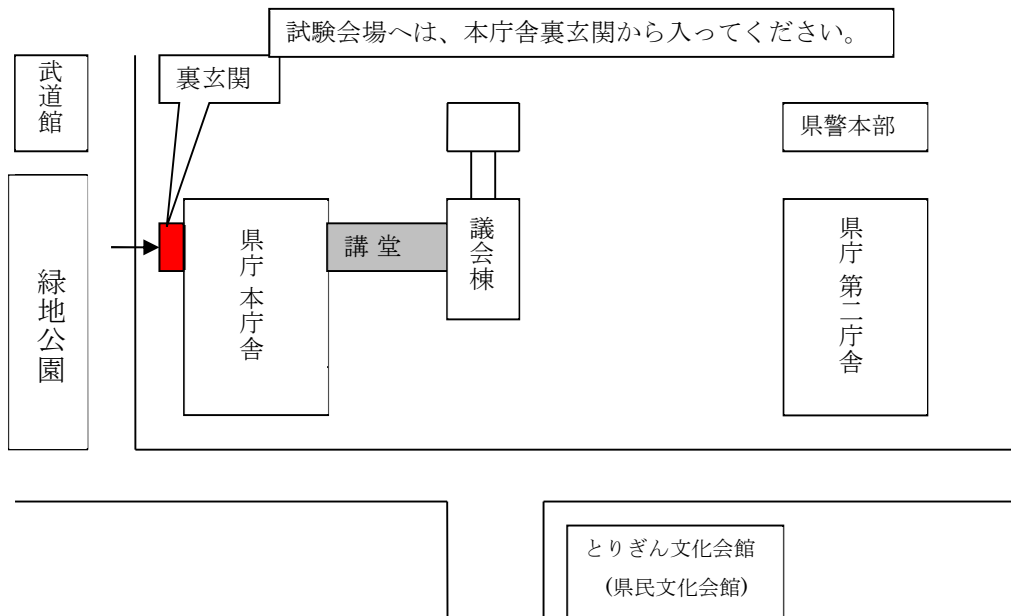 試験会場へは、本庁舎裏玄関から入ってください。
武道館
裏玄関
県警本部
緑地公園
県庁 本庁舎
講 堂
議会棟
県庁 第二庁舎
とりぎん文化会館
(県民文化会館)